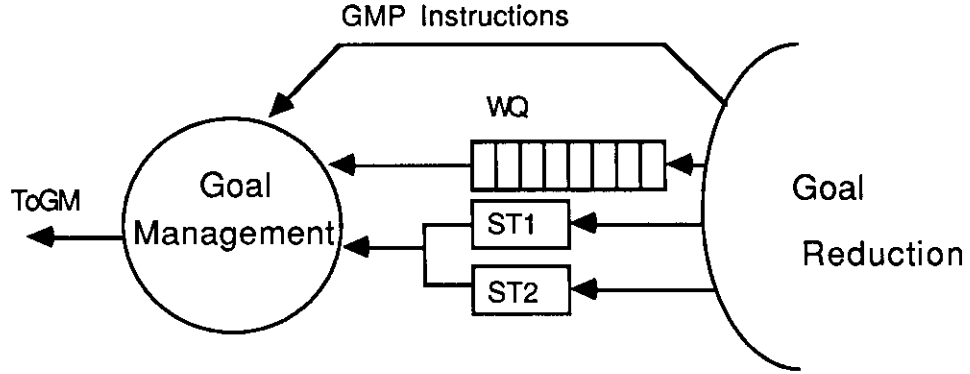 GMP Instructions
WQ
ToGM
Goal
Management
ST1
ST2
Goal
Reduction